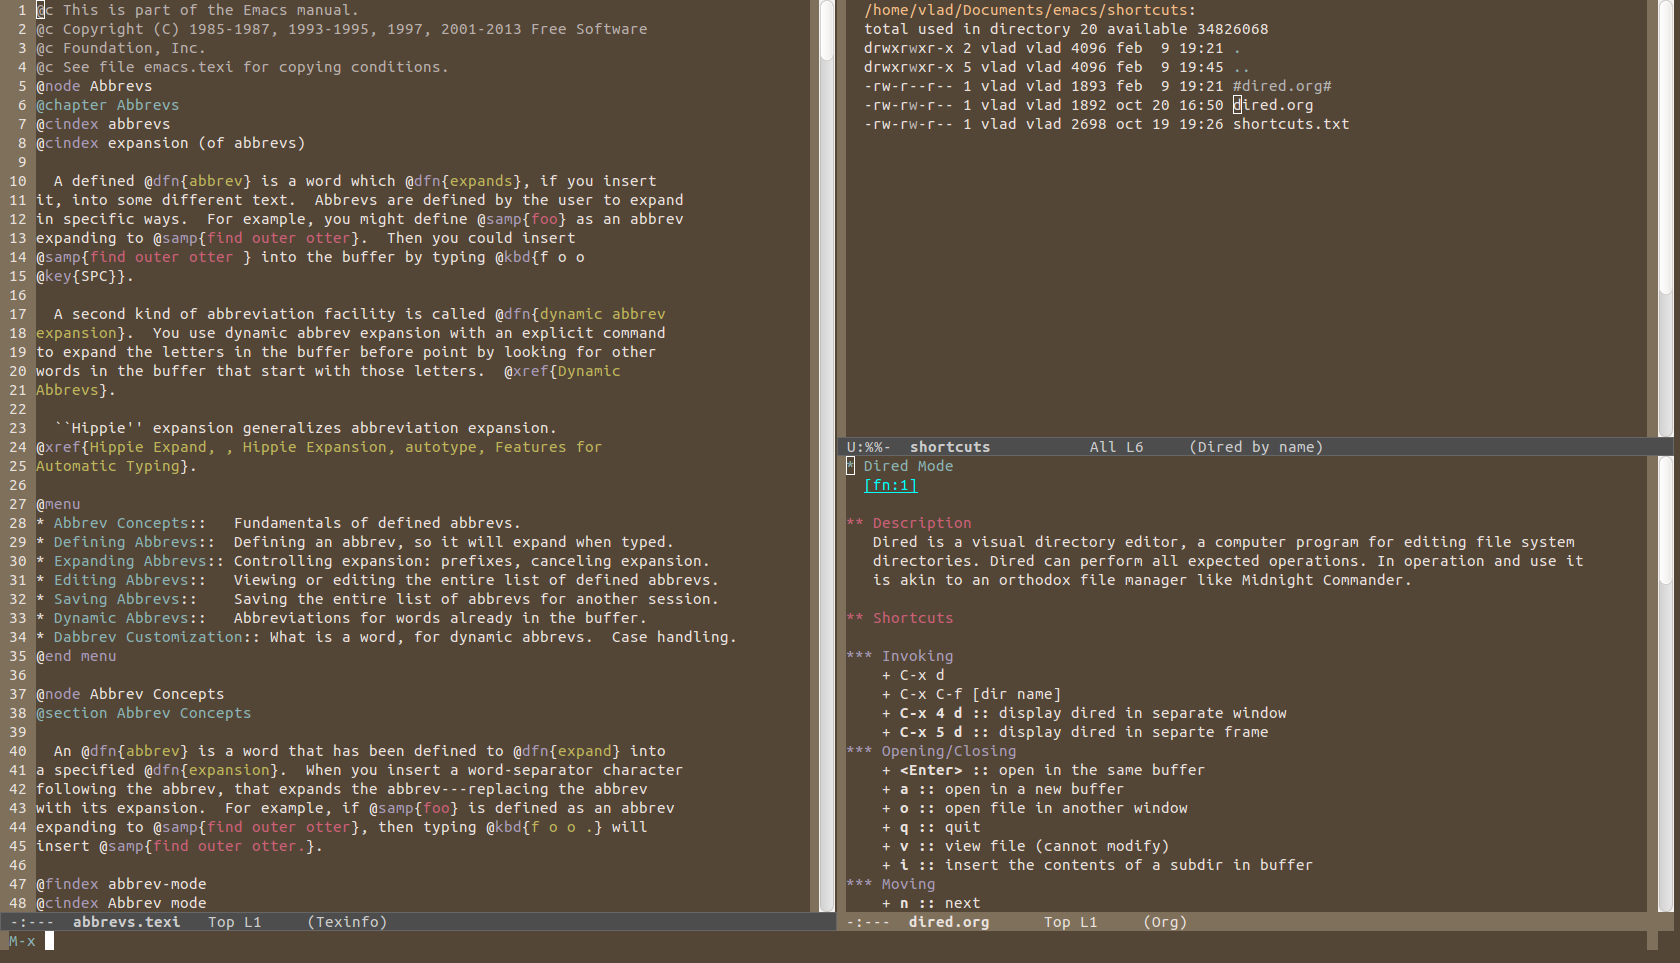 1 @c This is part of the Emacs manual.
2 @c Copyright (C) 1985-1987, 1993-1995, 1997, 2001-2013 Free Software
3 @c Foundation, Inc.
4 @c See file emacs.texi for copying conditions.
5 @node Abbrevs
6 @chapter Abbrevs
7 @cindex abbrevs
8 @cindex expansion (of abbrevs)
9
10   A defined @dfn{abbrev} is a word which @dfn{expands}, if you insert
11 it, into some different text.  Abbrevs are defined by the user to expand
12 in specific ways.  For example, you might define @samp{foo} as an abbrev
13 expanding to @samp{find outer otter}.  Then you could insert
14 @samp{find outer otter } into the buffer by typing @kbd{f o o
15 @key{SPC}}.
16
17   A second kind of abbreviation facility is called @dfn{dynamic abbrev
18 expansion}.  You use dynamic abbrev expansion with an explicit command
19 to expand the letters in the buffer before point by looking for other
20 words in the buffer that start with those letters.  @xref{Dynamic
21 Abbrevs}.
22
23   ``Hippie'' expansion generalizes abbreviation expansion.
24 @xref{Hippie Expand, , Hippie Expansion, autotype, Features for
25 Automatic Typing}.
26
27 @menu
28 * Abbrev Concepts::   Fundamentals of defined abbrevs.
29 * Defining Abbrevs::  Defining an abbrev, so it will expand when typed.
30 * Expanding Abbrevs:: Controlling expansion: prefixes, canceling expansion.
31 * Editing Abbrevs::   Viewing or editing the entire list of defined abbrevs.
32 * Saving Abbrevs::    Saving the entire list of abbrevs for another session.
33 * Dynamic Abbrevs::   Abbreviations for words already in the buffer.
34 * Dabbrev Customization:: What is a word, for dynamic abbrevs.  Case handling.
35 @end menu
36
37 @node Abbrev Concepts
38 @section Abbrev Concepts
39
40   An @dfn{abbrev} is a word that has been defined to @dfn{expand} into
41 a specified @dfn{expansion}.  When you insert a word-separator character
42 following the abbrev, that expands the abbrev---replacing the abbrev
43 with its expansion.  For example, if @samp{foo} is defined as an abbrev
44 expanding to @samp{find outer otter}, then typing @kbd{f o o .} will
45 insert @samp{find outer otter.}.
46
47 @findex abbrev-mode
48 @cindex Abbrev mode
-:---  abbrevs.texi   Top L1     (Texinfo)
M-x
/home/vlad/Documents/emacs/shortcuts:
total used in directory 20 available 34826068
drwxrwxr-x 2 vlad vlad 4096 feb  9 19:21 .
drwxrwxr-x 5 vlad vlad 4096 feb  9 19:45 ..
-rw-r--r-- 1 vlad vlad 1893 feb  9 19:21 #dired.org#
-rw-rw-r-- 1 vlad vlad 1892 oct 20 16:50 dired.org
-rw-rw-r-- 1 vlad vlad 2698 oct 19 19:26 shortcuts.txt
U:%%-  shortcuts           All L6     (Dired by name)
* Dired Mode
[fn:1]
** Description
Dired is a visual directory editor, a computer program for editing file system
directories. Dired can perform all expected operations. In operation and use it
is akin to an orthodox file manager like Midnight Commander.
** Shortcuts
*** Invoking
+ C-x d
+ C-x C-f [dir name]
+ C-x 4 d :: display dired in separate window
+ C-x 5 d :: display dired in separte frame
*** Opening/Closing
+ <Enter> :: open in the same buffer
+ a :: open in a new buffer
+ o :: open file in another window
+ q :: quit
+ v :: view file (cannot modify)
+ i :: insert the contents of a subdir in buffer
*** Moving
+ n :: next
-:---  dired.org      Top L1     (Org)